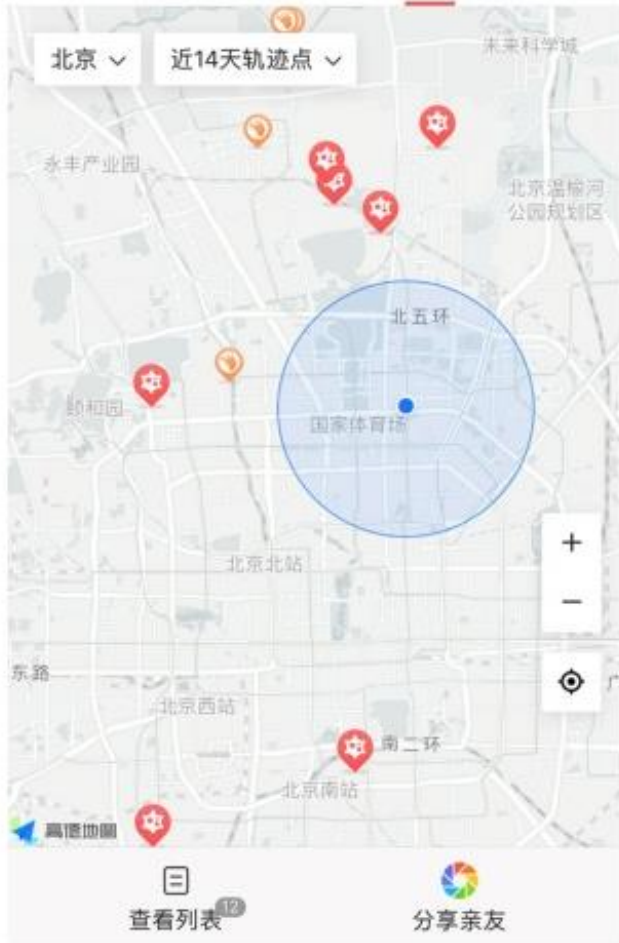 北京
近14天轨迹点
未来科学城
永丰产业园
北京温榆河
公园规划区
北五环
颐和园
国家体育场
北京北站
+
−
东路
广
北京西站
南二环
北京南站
高德地图
查看列表
12
分享亲友